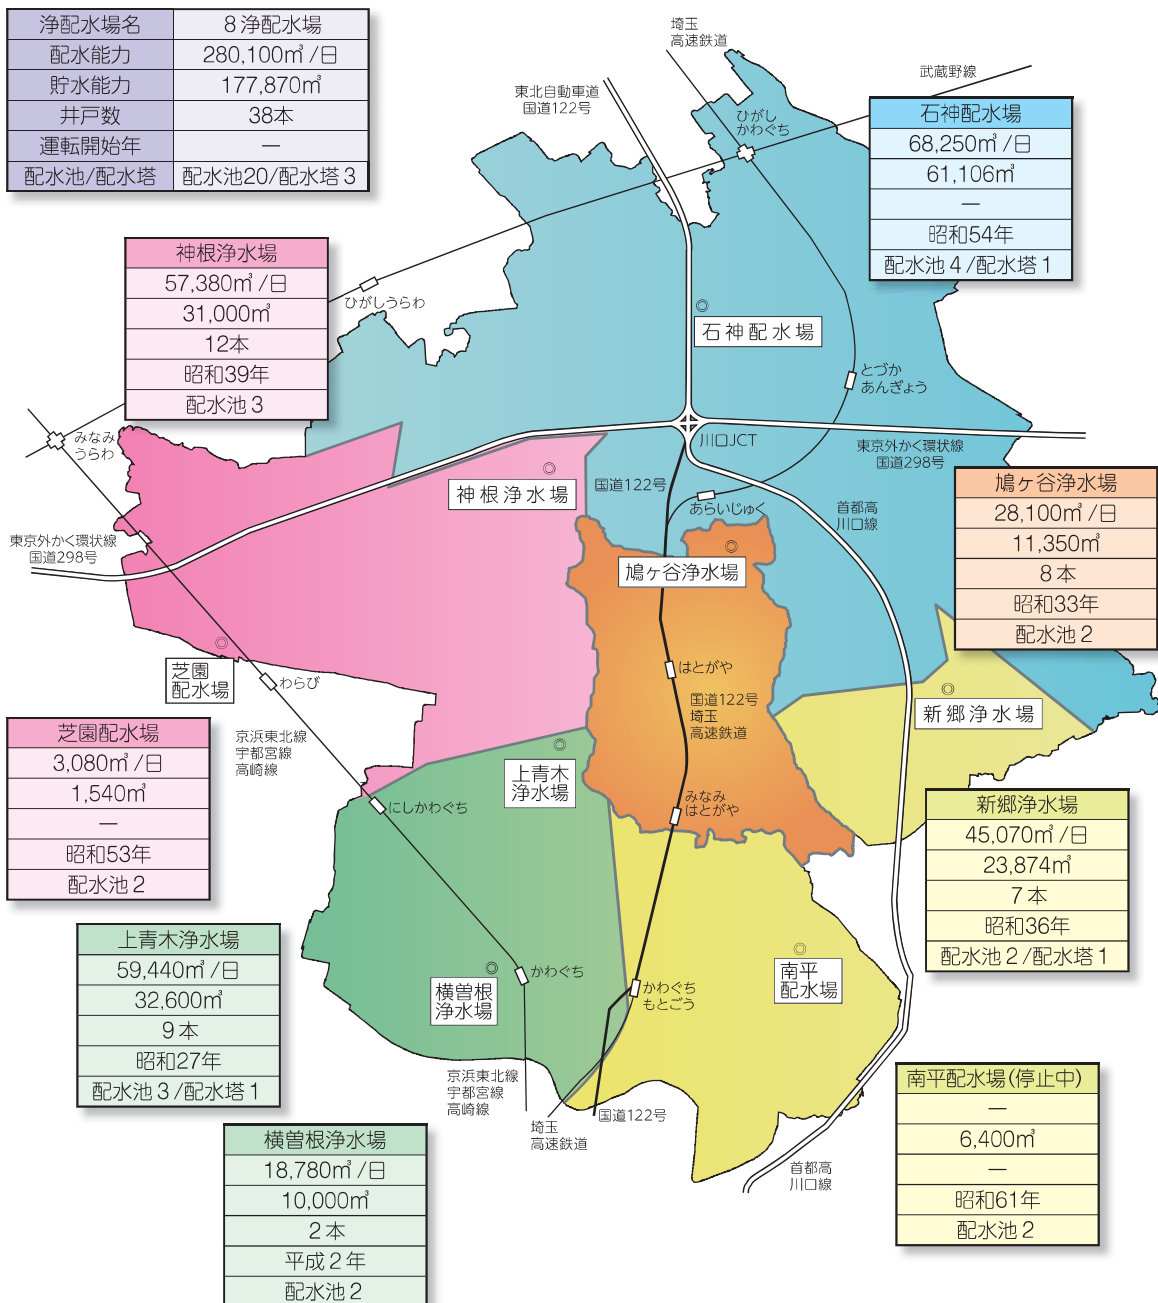 浄配水場名 8浄配水場
配水能力 280,100㎥/日
貯水能力 177,870㎥
井戸数 38本
運転開始年 —
配水池/配水塔 配水池20/配水塔3
埼玉
高速鉄道
武蔵野線
東北自動車道
国道122号
ひがし
かわぐち
石神配水場
68,250㎥/日
61,106㎥
—
昭和54年
配水池4/配水塔1
神根浄水場
57,380㎥/日
31,000㎥
12本
昭和39年
配水池3
ひがしうらわ
石神配水場
とづか
あんぎょう
みなみ
うらわ
川口JCT
東京外かく環状線
国道298号
神根浄水場
国道122号
あらいじゅく
首都高
川口線
鳩ヶ谷浄水場
28,100㎥/日
11,350㎥
8本
昭和33年
配水池2
東京外かく環状線
国道298号
鳩ヶ谷浄水場
芝園
配水場
わらび
はとがや
国道122号
埼玉
高速鉄道
新郷浄水場
芝園配水場
3,080㎥/日
1,540㎥
—
昭和53年
配水池2
京浜東北線
宇都宮線
高崎線
上青木
浄水場
にしかわぐち
みなみ
はとがや
新郷浄水場
45,070㎥/日
23,874㎥
7本
昭和36年
配水池2/配水塔1
上青木浄水場
59,440㎥/日
32,600㎥
9本
昭和27年
配水池3/配水塔1
横曽根
浄水場
かわぐち
かわぐち
もとごう
南平
配水場
京浜東北線
宇都宮線
高崎線
埼玉
高速鉄道
国道122号
首都高
川口線
南平配水場(停止中)
—
6,400㎥
—
昭和61年
配水池2
横曽根浄水場
18,780㎥/日
10,000㎥
2本
平成2年
配水池2